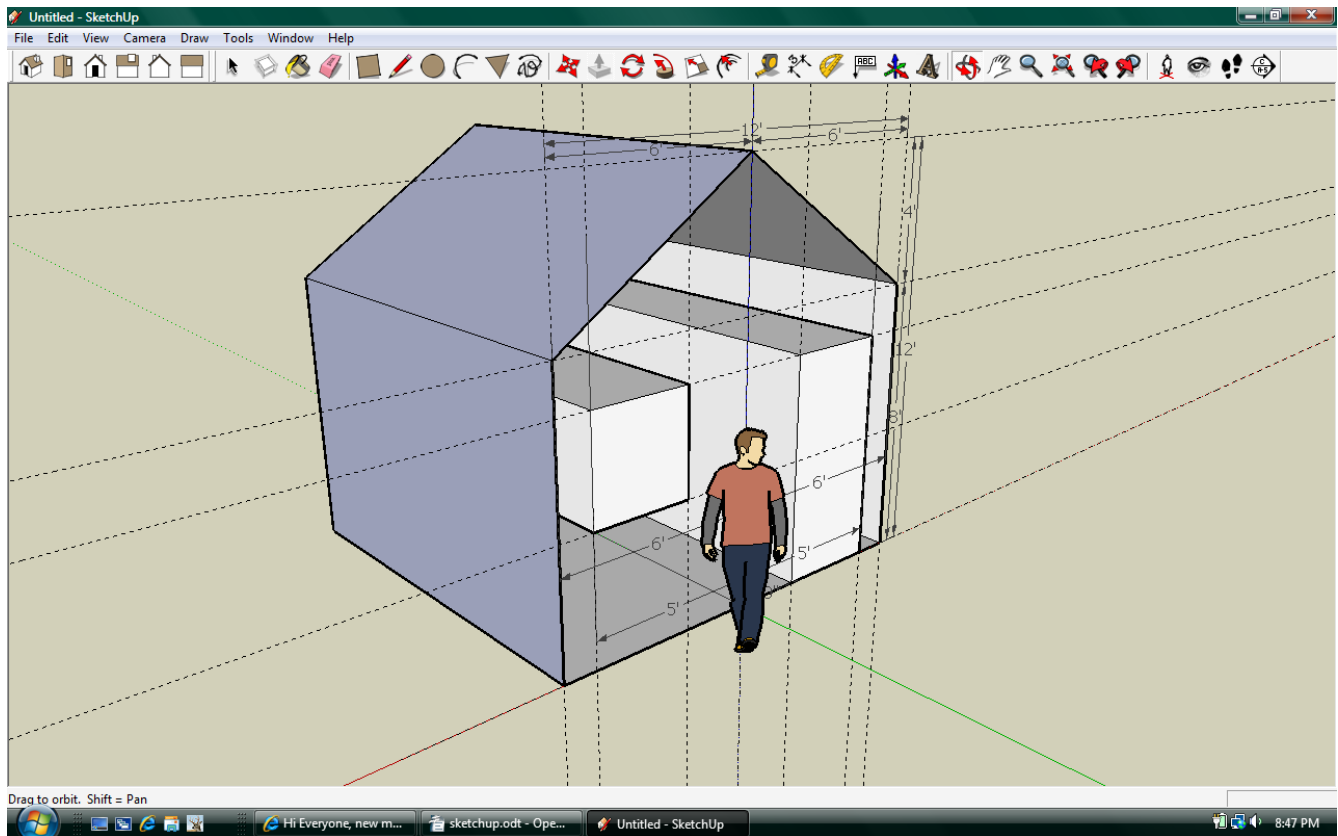 Untitled - SketchUp
File Edit View Camera Draw Tools Window Help
ABC
12'
6'
6'
4'
12'
8'
6'
6'
5'
5'
Drag to orbit. Shift = Pan
Hi Everyone, new m...
sketchup.odt - Ope...
Untitled - SketchUp
8:47 PM